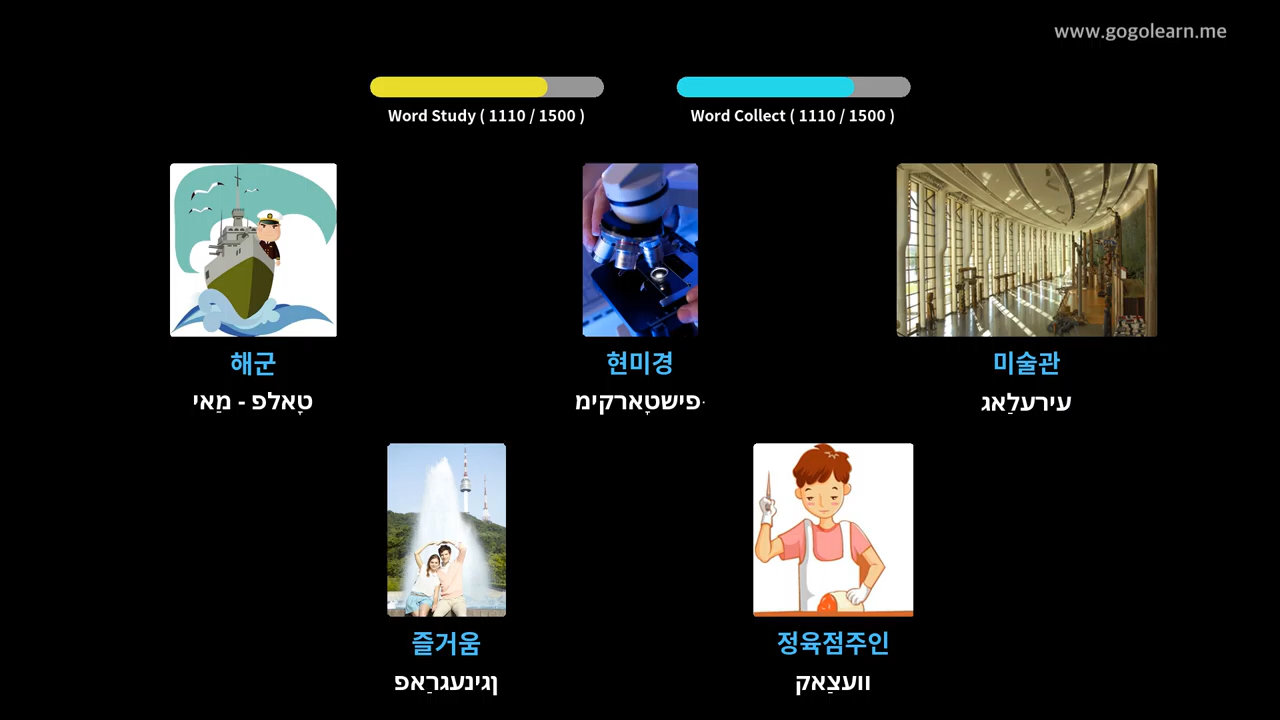 www.gogolearn.me
Word Study ( 1110 / 1500 )
Word Collect ( 1110 / 1500 )
해군
טָאלפ - מַאי
현미경
פישטָארקימ
미술관
עירעלַאג
즐거움
ןגינעגרַאפ
정육점주인
וועצַאק